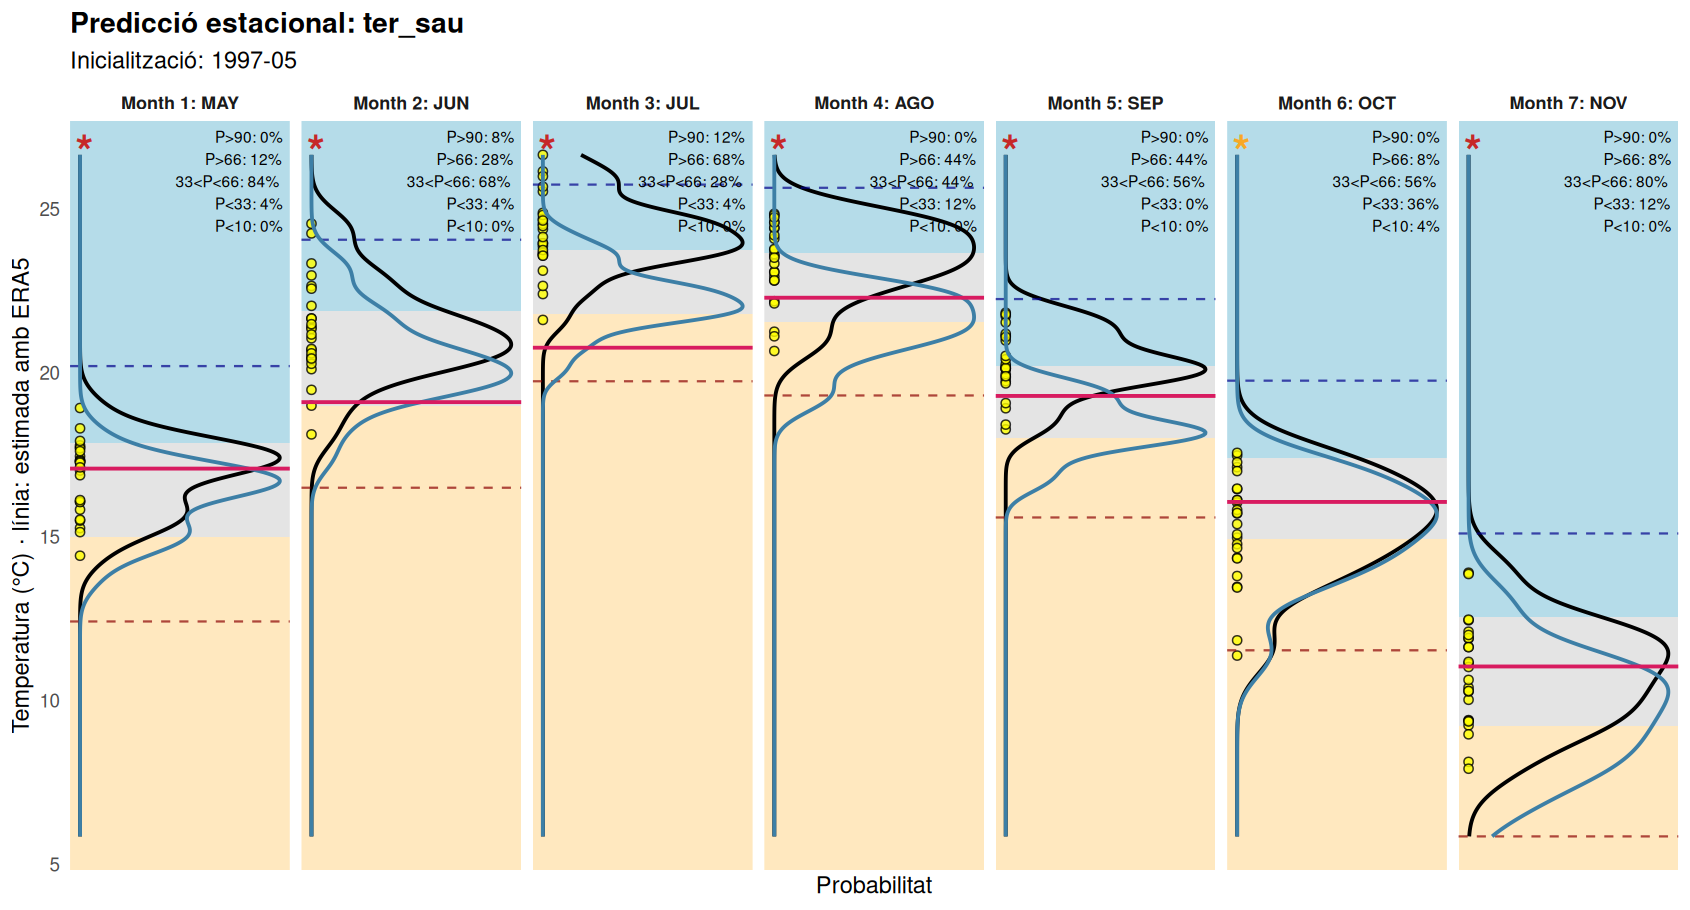 Predicció estacional: ter_sau
Inicialització: 1997-05
Month 1: MAY
Month 2: JUN
Month 3: JUL
Month 4: AGO
Month 5: SEP
Month 6: OCT
Month 7: NOV
*
P>90: 0%
P>66: 12%
33<P<66: 84%
P<33: 4%
P<10: 0%
*
P>90: 8%
P>66: 28%
33<P<66: 68%
P<33: 4%
P<10: 0%
*
P>90: 12%
P>66: 68%
33<P<66: 28%
P<33: 4%
P<10: 0%
*
P>90: 0%
P>66: 44%
33<P<66: 44%
P<33: 12%
P<10: 0%
*
P>90: 0%
P>66: 44%
33<P<66: 56%
P<33: 0%
P<10: 0%
*
P>90: 0%
P>66: 8%
33<P<66: 56%
P<33: 36%
P<10: 4%
*
P>90: 0%
P>66: 8%
33<P<66: 80%
P<33: 12%
P<10: 0%
Temperatura (°C) · línia: estimada amb ERA5
25
20
15
10
5
Probabilitat